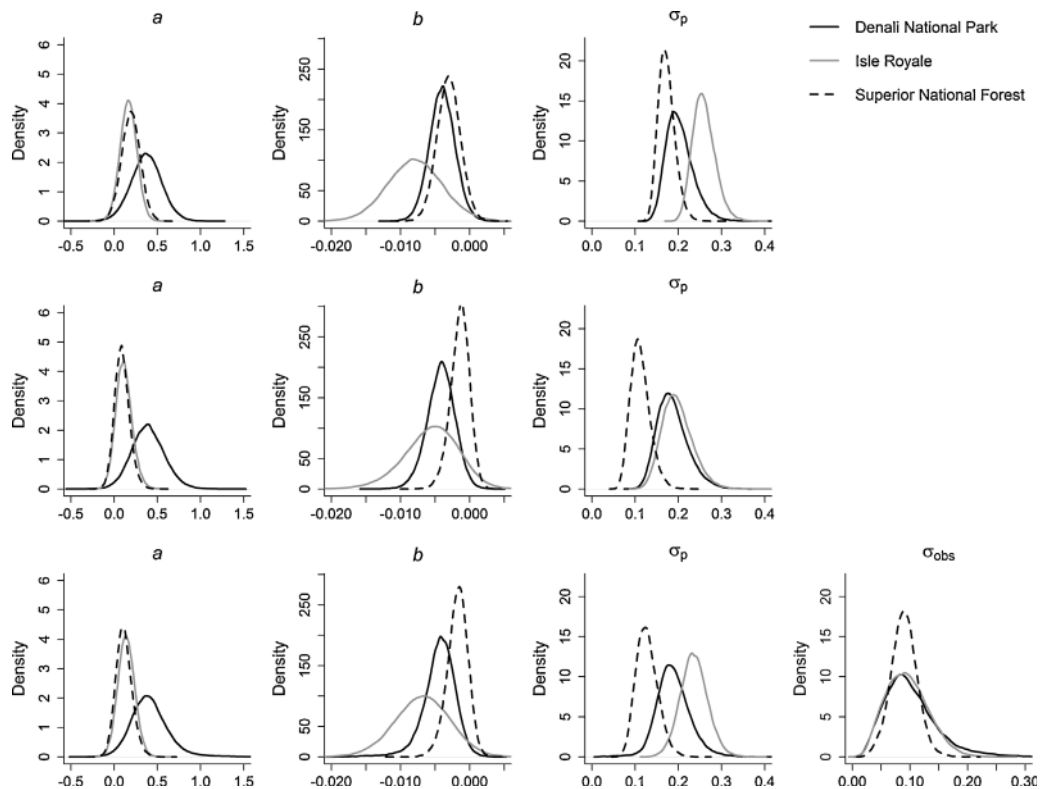 a b σp
Denali National Park
Isle Royale
Superior National Forest
Density
0 1 2 3 4 5 6
-0.5 0.0 0.5 1.0 1.5
Density
0 50 150 250
-0.020 -0.010 0.000
Density
0 5 10 15 20
0.0 0.1 0.2 0.3 0.4
a b σp
Density
0 1 2 3 4 5 6
-0.5 0.0 0.5 1.0 1.5
Density
0 50 150 250
-0.020 -0.010 0.000
Density
0 5 10 15 20
0.0 0.1 0.2 0.3 0.4
a b σp σobs
Density
0 1 2 3 4 5 6
-0.5 0.0 0.5 1.0 1.5
Density
0 50 150 250
-0.020 -0.010 0.000
Density
0 5 10 15 20
0.0 0.1 0.2 0.3 0.4
Density
0 5 10 15 20
0.00 0.10 0.20 0.30